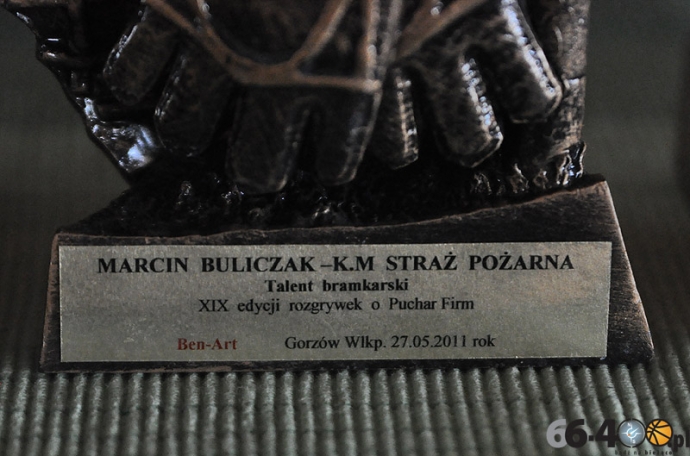 MARCIN BULICZAK –K.M STRAŻ POŻARNA
Talent bramkarski
XIX edycji rozgrywek o Puchar Firm
Ben-Art Gorzów Wlkp. 27.05.2011 rok
66-400.pl